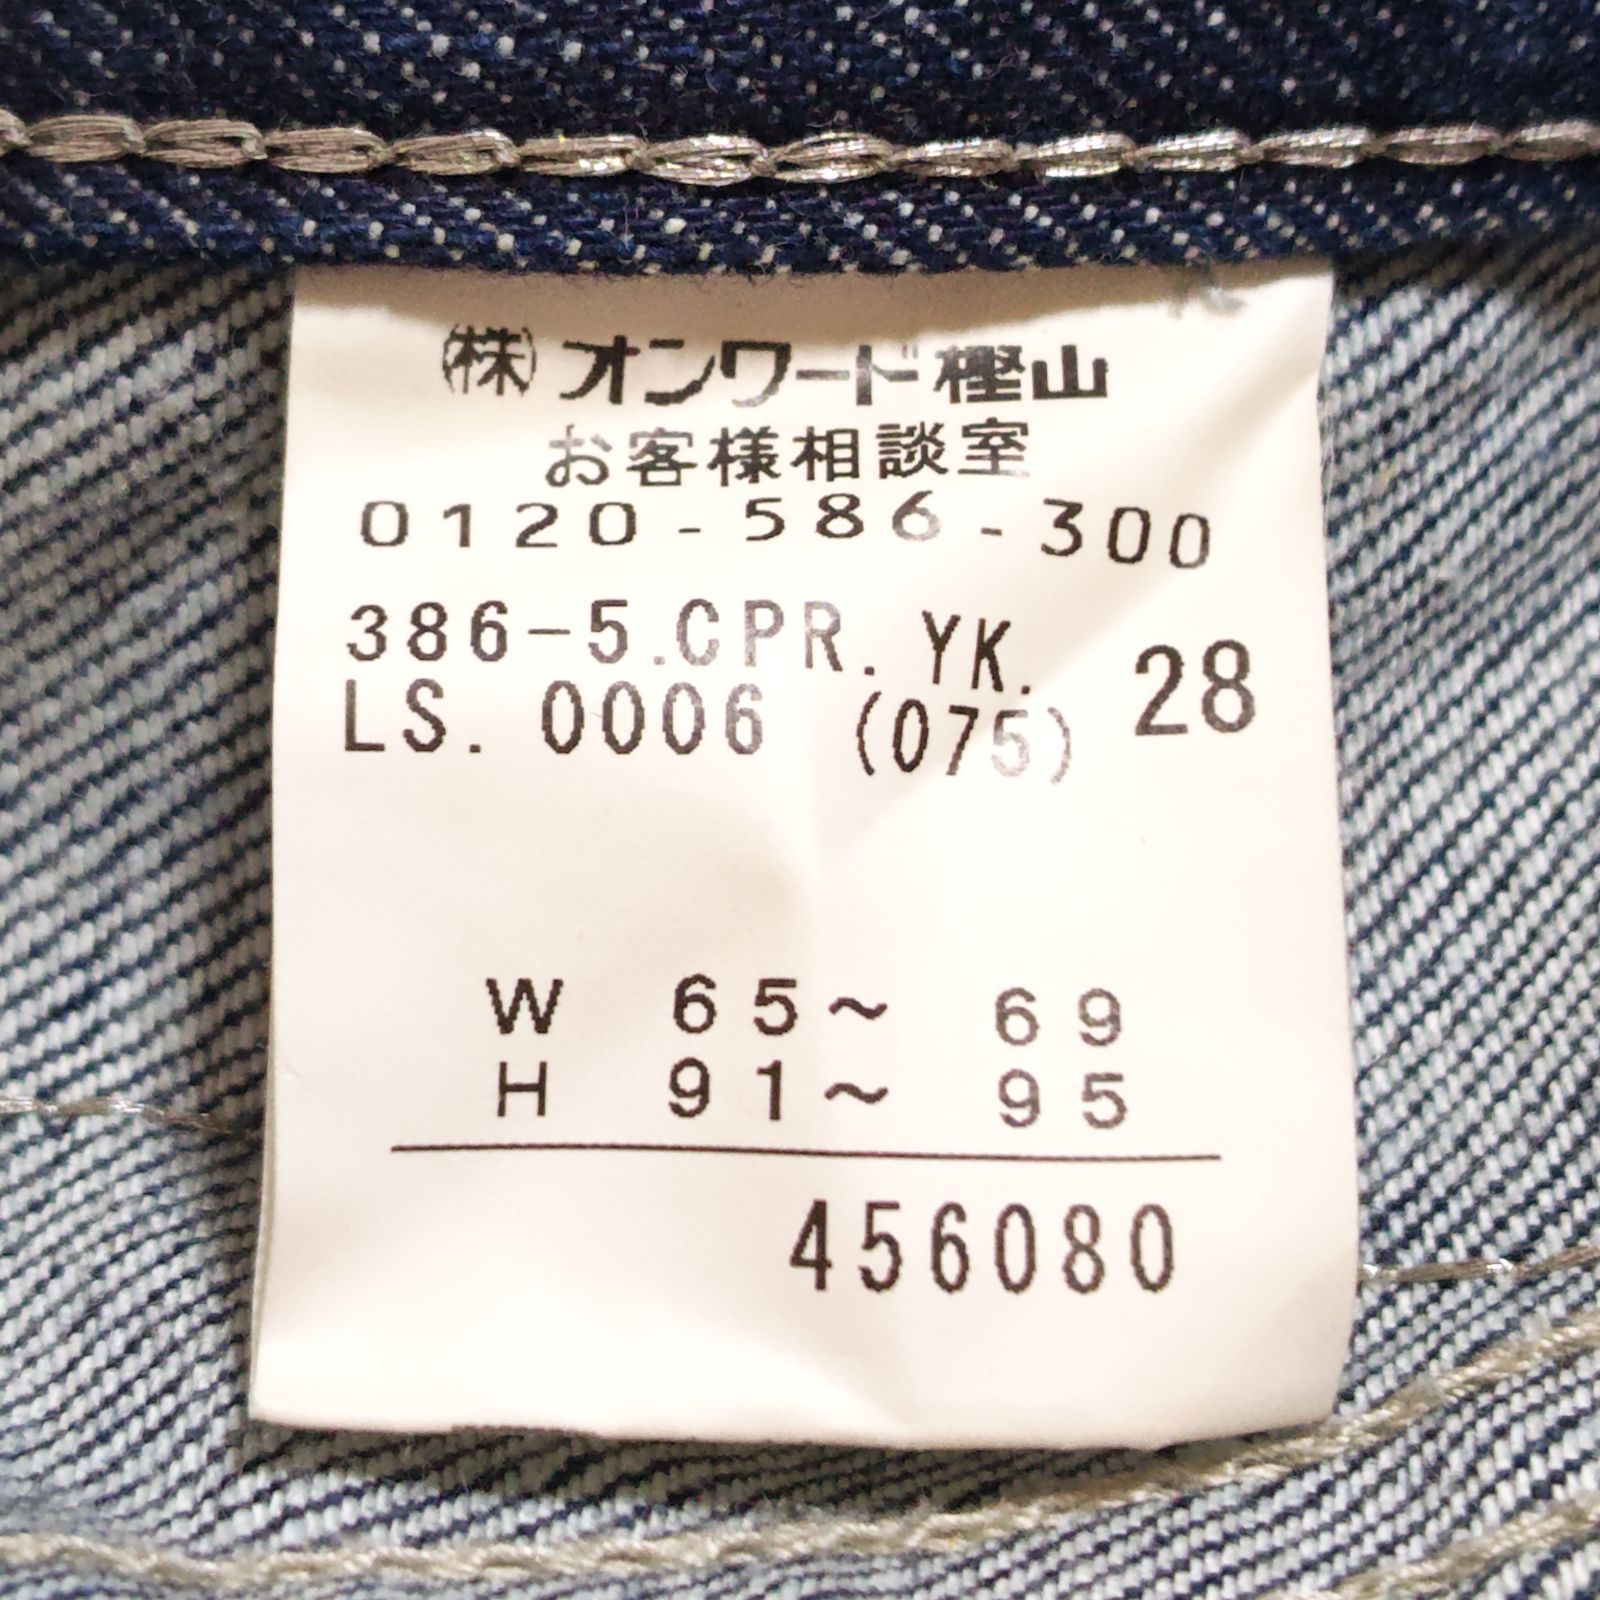 ㈱オンワード樫山
お客様相談室
0120-586-300
386-5.CPR.YK. 28
LS. 0006 (075)
W 65~ 69
H 91~ 95
456080